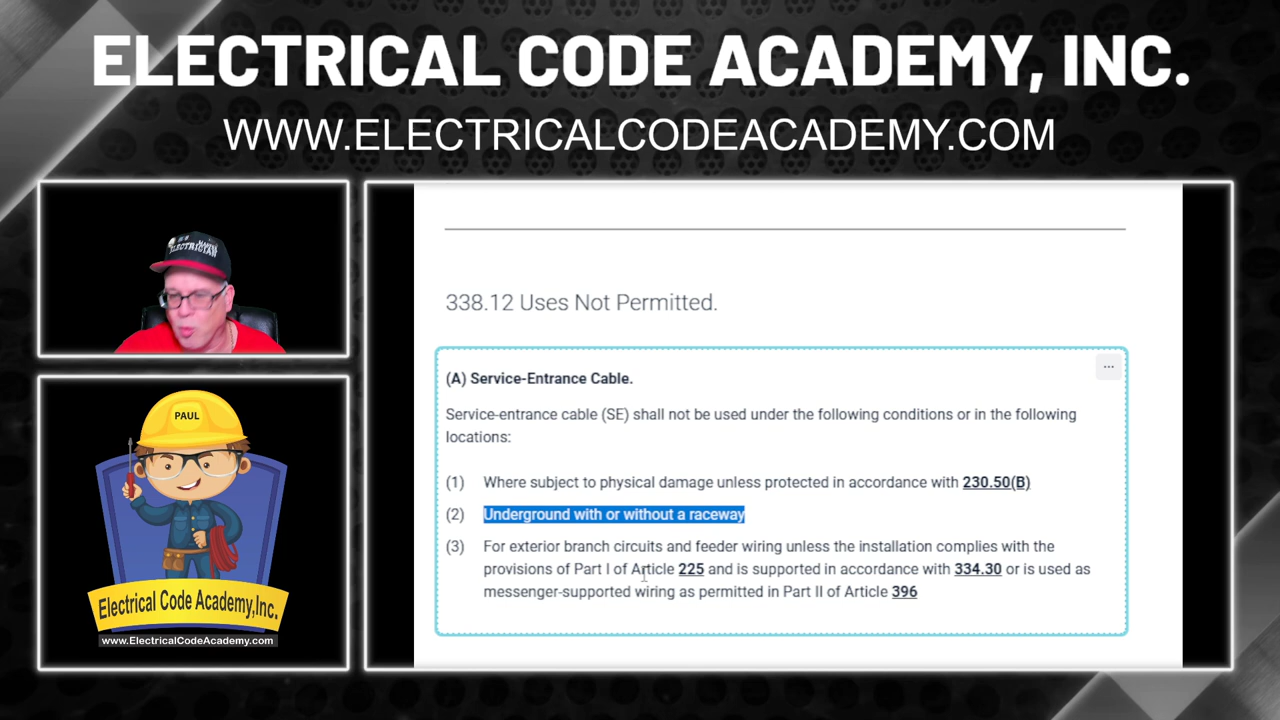 ELECTRICAL CODE ACADEMY, INC.
WWW.ELECTRICALCODEACADEMY.COM
ELECTRICIAN
PAUL
Electrical Code Academy,Inc.
www.ElectricalCodeAcademy.com
338.12 Uses Not Permitted.
(A) Service-Entrance Cable.
Service-entrance cable (SE) shall not be used under the following conditions or in the following
locations:
(1) Where subject to physical damage unless protected in accordance with 230.50(B)
(2) Underground with or without a raceway
(3) For exterior branch circuits and feeder wiring unless the installation complies with the
provisions of Part I of Article 225 and is supported in accordance with 334.30 or is used as
messenger-supported wiring as permitted in Part II of Article 396